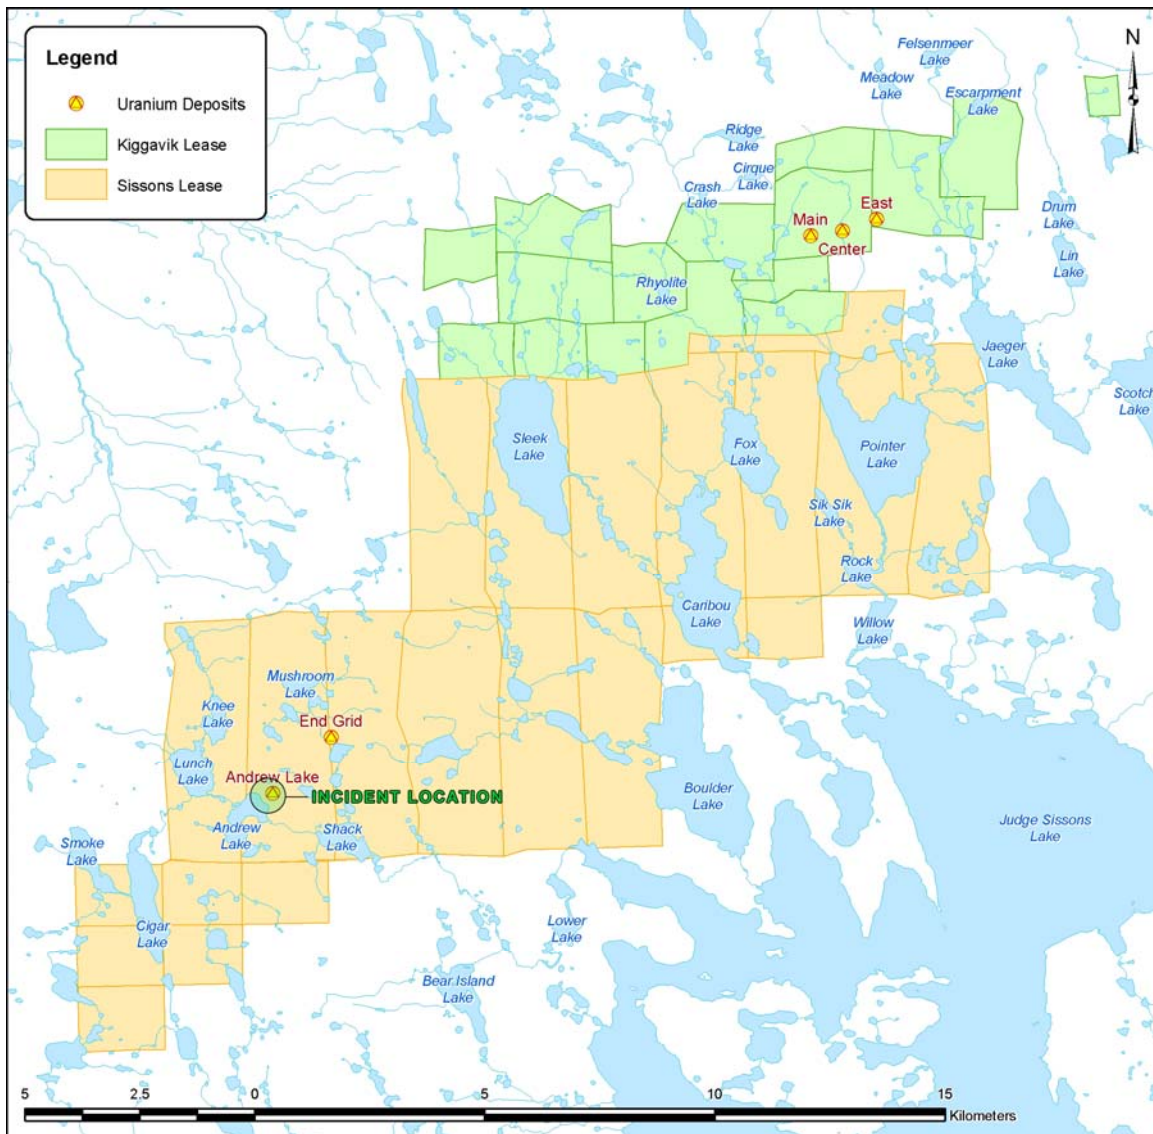 Legend
Uranium Deposits
Kiggavik Lease
Sissons Lease
N
Felsenmeer
Lake
Meadow
Lake
Escarpment
Lake
Ridge
Lake
Cirque
Lake
Crash
Lake
East
Main
Center
Drum
Lake
Lin
Lake
Rhyolite
Lake
Jaeger
Lake
Scotch
Lake
Sleek
Lake
Fox
Lake
Pointer
Lake
Sik Sik
Lake
Rock
Lake
Caribou
Lake
Willow
Lake
Mushroom
Lake
Knee
Lake
End Grid
Lunch
Lake
Andrew Lake
INCIDENT LOCATION
Boulder
Lake
Judge Sissons
Lake
Andrew
Lake
Shack
Lake
Smoke
Lake
Cigar
Lake
Lower
Lake
Bear Island
Lake
5 2.5 0 5 10 15
Kilometers